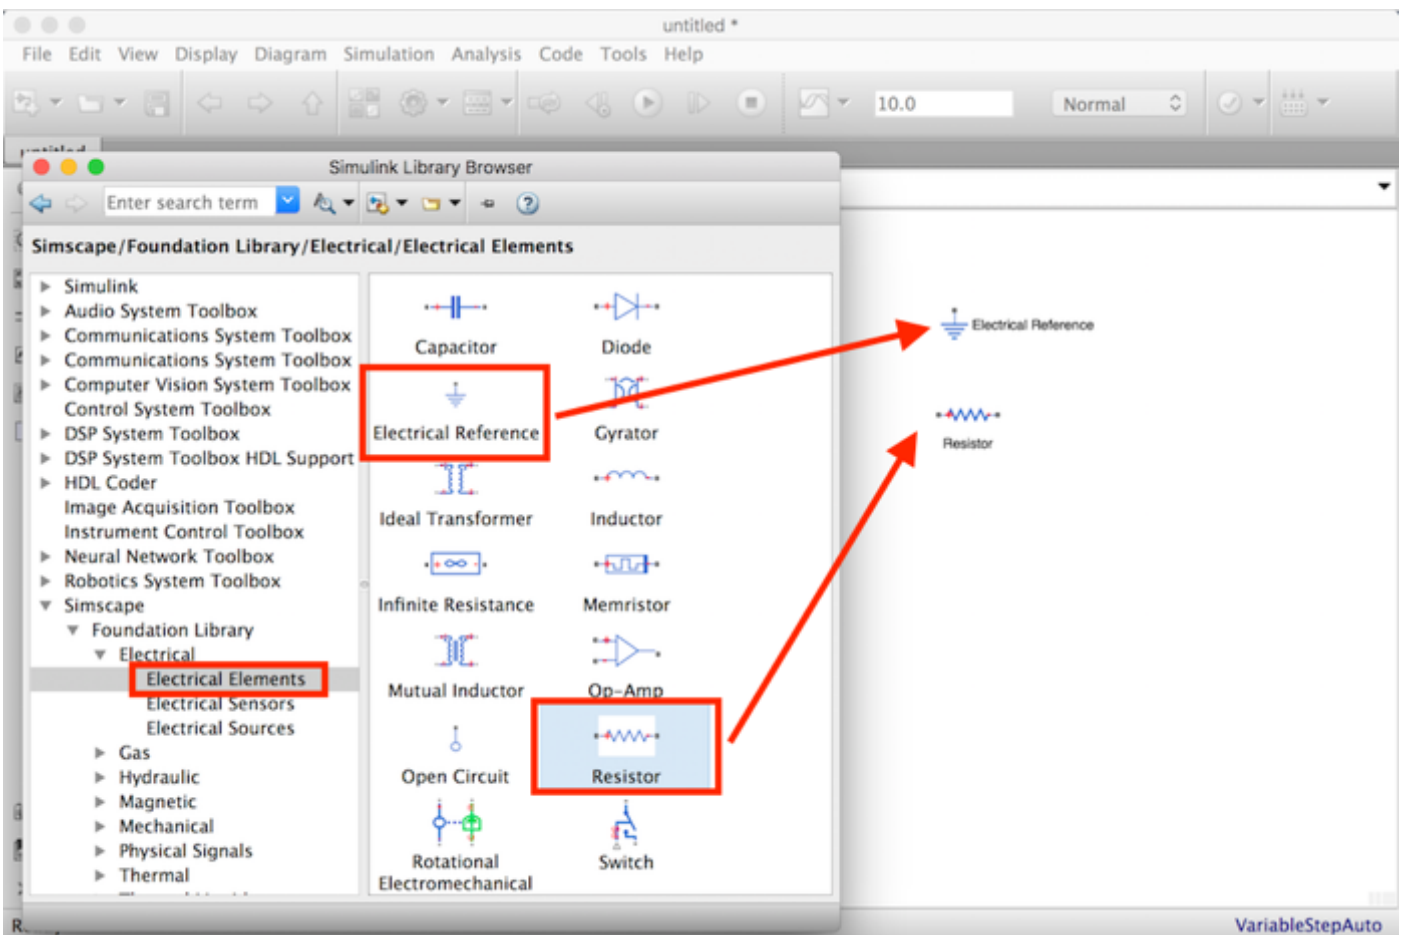 untitled *
File Edit View Display Diagram Simulation Analysis Code Tools Help
10.0 Normal
untitled
Simulink Library Browser
Enter search term
Simscape/Foundation Library/Electrical/Electrical Elements
Simulink
Audio System Toolbox
Communications System Toolbox
Communications System Toolbox
Computer Vision System Toolbox
Control System Toolbox
DSP System Toolbox
DSP System Toolbox HDL Support
HDL Coder
Image Acquisition Toolbox
Instrument Control Toolbox
Neural Network Toolbox
Robotics System Toolbox
Simscape
Foundation Library
Electrical
Electrical Elements
Electrical Sensors
Electrical Sources
Gas
Hydraulic
Magnetic
Mechanical
Physical Signals
Thermal
Capacitor
Diode
Electrical Reference
Gyrator
Ideal Transformer
Inductor
Infinite Resistance
Memristor
Mutual Inductor
Op-Amp
Open Circuit
Resistor
Rotational
Electromechanical
Switch
Electrical Reference
Resistor
VariableStepAuto